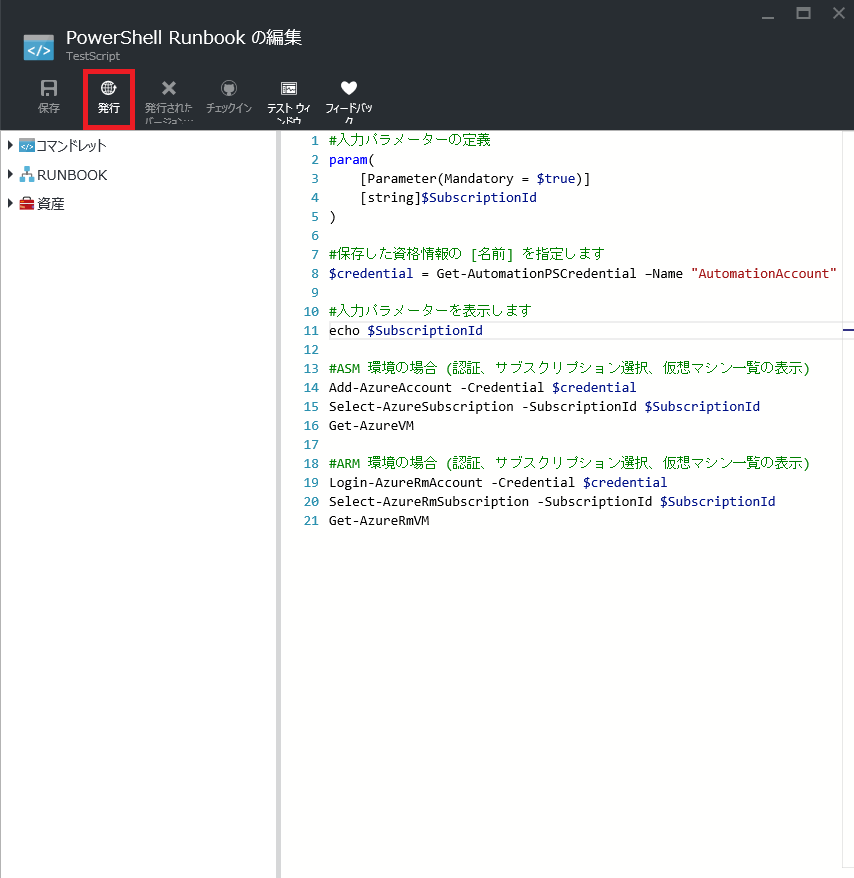 PowerShell Runbook の編集
TestScript
保存
発行
発行された
バージョン…
チェックイン
テスト ウィ
ンドウ
フィードバッ
ク
コマンドレット
RUNBOOK
資産
1 #入力パラメーターの定義
2 param(
3 [Parameter(Mandatory = $true)]
4 [string]$SubscriptionId
5 )
6
7 #保存した資格情報の [名前] を指定します
8 $credential = Get-AutomationPSCredential –Name "AutomationAccount"
9
10 #入力パラメーターを表示します
11 echo $SubscriptionId
12
13 #ASM 環境の場合 (認証、サブスクリプション選択、仮想マシン一覧の表示)
14 Add-AzureAccount -Credential $credential
15 Select-AzureSubscription -SubscriptionId $SubscriptionId
16 Get-AzureVM
17
18 #ARM 環境の場合 (認証、サブスクリプション選択、仮想マシン一覧の表示)
19 Login-AzureRmAccount -Credential $credential
20 Select-AzureRmSubscription -SubscriptionId $SubscriptionId
21 Get-AzureRmVM